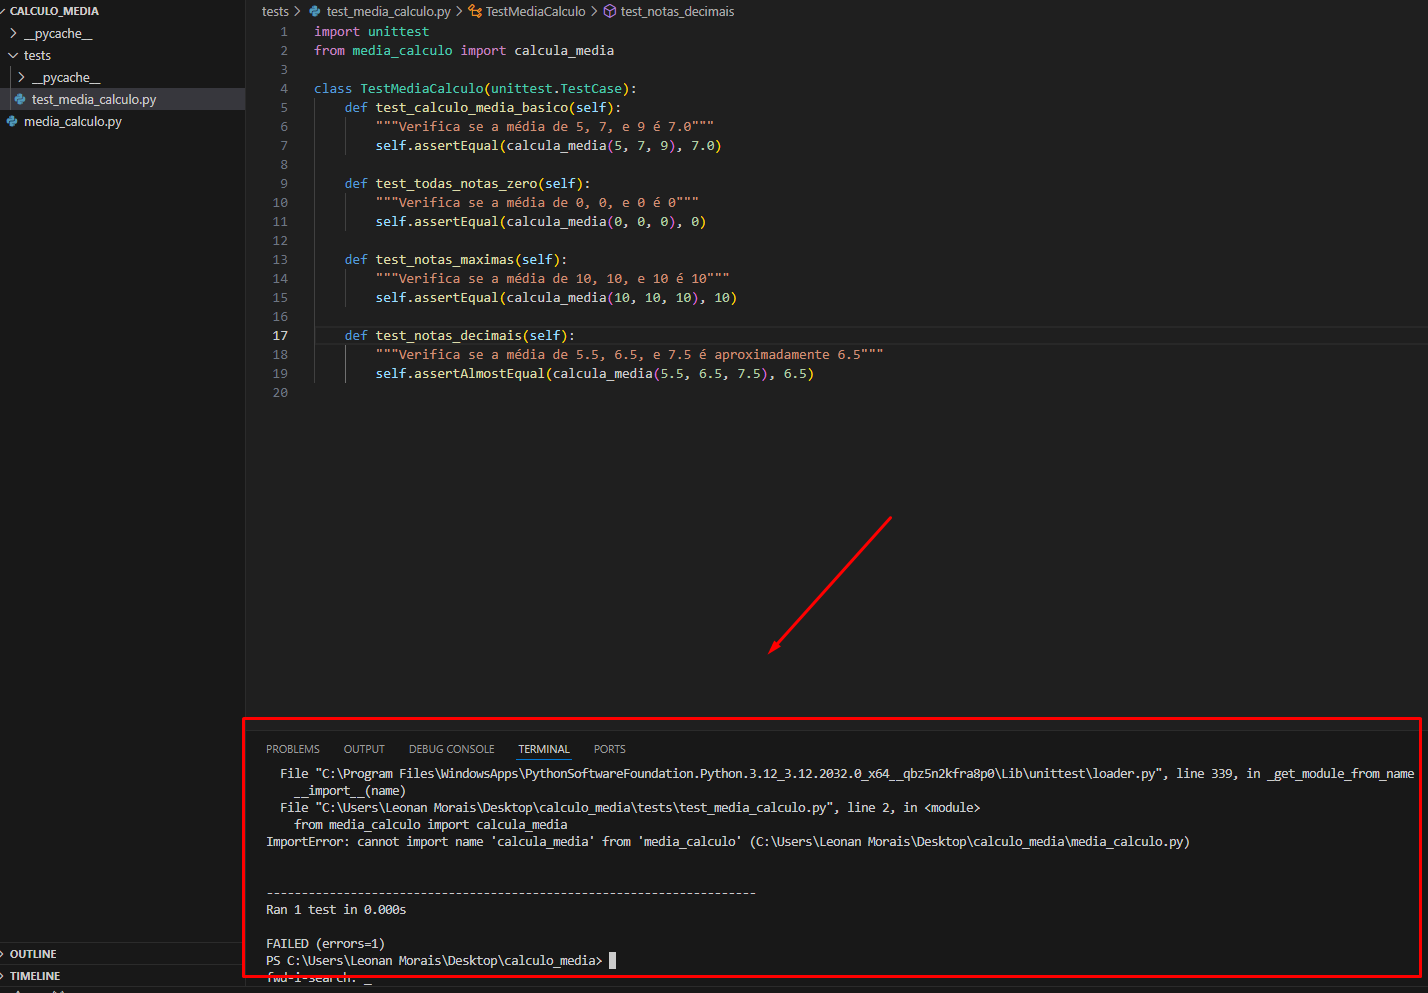 CALCULO_MEDIA
__pycache__
tests
__pycache__
test_media_calculo.py
media_calculo.py
OUTLINE
TIMELINE
tests > test_media_calculo.py > TestMediaCalculo > test_notas_decimais
1 import unittest
2 from media_calculo import calcula_media
3
4 class TestMediaCalculo(unittest.TestCase):
5 def test_calculo_media_basico(self):
6 """Verifica se a média de 5, 7, e 9 é 7.0"""
7 self.assertEqual(calcula_media(5, 7, 9), 7.0)
8
9 def test_todas_notas_zero(self):
10 """Verifica se a média de 0, 0, e 0 é 0"""
11 self.assertEqual(calcula_media(0, 0, 0), 0)
12
13 def test_notas_maximas(self):
14 """Verifica se a média de 10, 10, e 10 é 10"""
15 self.assertEqual(calcula_media(10, 10, 10), 10)
16
17 def test_notas_decimais(self):
18 """Verifica se a média de 5.5, 6.5, e 7.5 é aproximadamente 6.5"""
19 self.assertAlmostEqual(calcula_media(5.5, 6.5, 7.5), 6.5)
20
PROBLEMS OUTPUT DEBUG CONSOLE TERMINAL PORTS
File "C:\Program Files\WindowsApps\PythonSoftwareFoundation.Python.3.12_3.12.2032.0_x64__qbz5n2kfra8p0\Lib\unittest\loader.py", line 339, in _get_module_from_name
__import__(name)
File "C:\Users\Leonan Morais\Desktop\calculo_media\tests\test_media_calculo.py", line 2, in <module>
from media_calculo import calcula_media
ImportError: cannot import name 'calcula_media' from 'media_calculo' (C:\Users\Leonan Morais\Desktop\calculo_media\media_calculo.py)
----------------------------------------------------------------------
Ran 1 test in 0.000s
FAILED (errors=1)
PS C:\Users\Leonan Morais\Desktop\calculo_media>
fwd-i-search: _